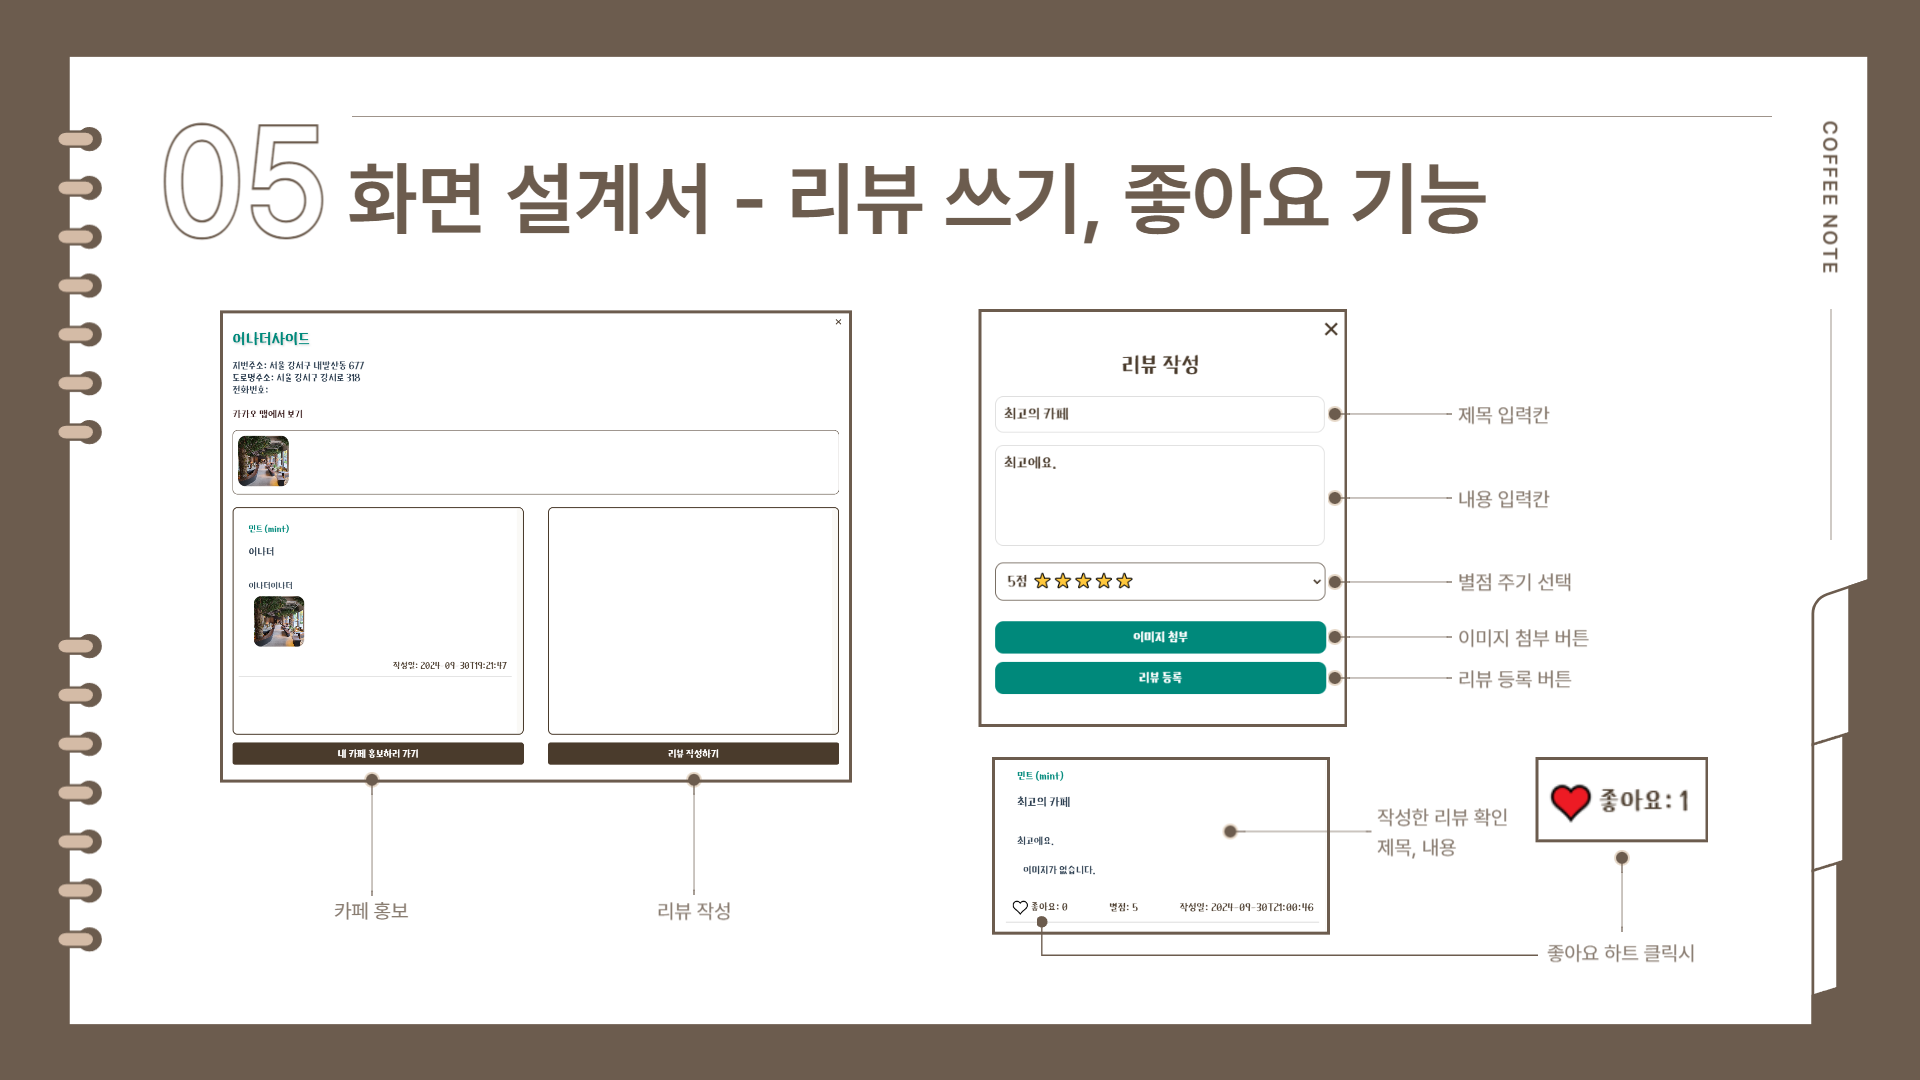 05
화면 설계서 - 리뷰 쓰기, 좋아요 기능
COFFEE NOTE
×
어나더사이드
지번주소: 서울 강서구 내발산동 677
도로명주소: 서울 강서구 강서로 318
전화번호:
카카오 맵에서 보기
민트 (mint)
어나더
어나더어나더
작성일: 2024-09-30T19:21:47
내 카페 홍보하러 가기
리뷰 작성하기
카페 홍보
리뷰 작성
×
리뷰 작성
최고의 카페
제목 입력칸
최고에요.
내용 입력칸
5점
별점 주기 선택
이미지 첨부
이미지 첨부 버튼
리뷰 등록
리뷰 등록 버튼
민트 (mint)
최고의 카페
최고에요.
이미지가 없습니다.
좋아요: 0
별점: 5
작성일: 2024-09-30T21:00:46
작성한 리뷰 확인
제목, 내용
좋아요: 1
좋아요 하트 클릭시